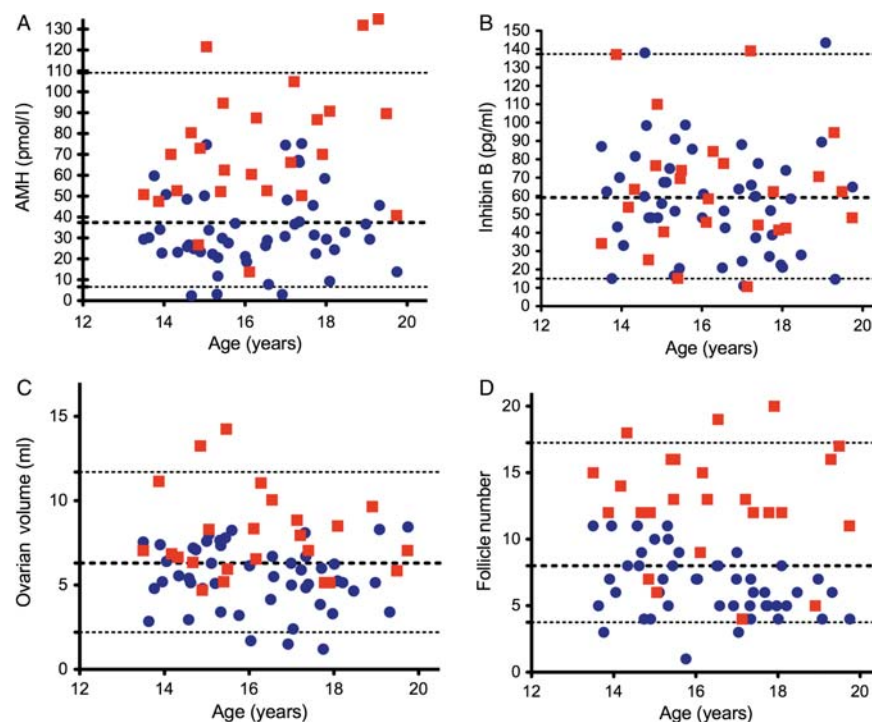 A
AMH (pmol/l)
130
120
110
100
90
80
70
60
50
40
30
20
10
0
12 14 16 18 20
Age (years)
B
Inhibin B (pg/ml)
150
140
130
120
110
100
90
80
70
60
50
40
30
20
10
0
12 14 16 18 20
Age (years)
C
Ovarian volume (ml)
15
10
5
0
12 14 16 18 20
Age (years)
D
Follicle number
20
15
10
5
0
12 14 16 18 20
Age (years)